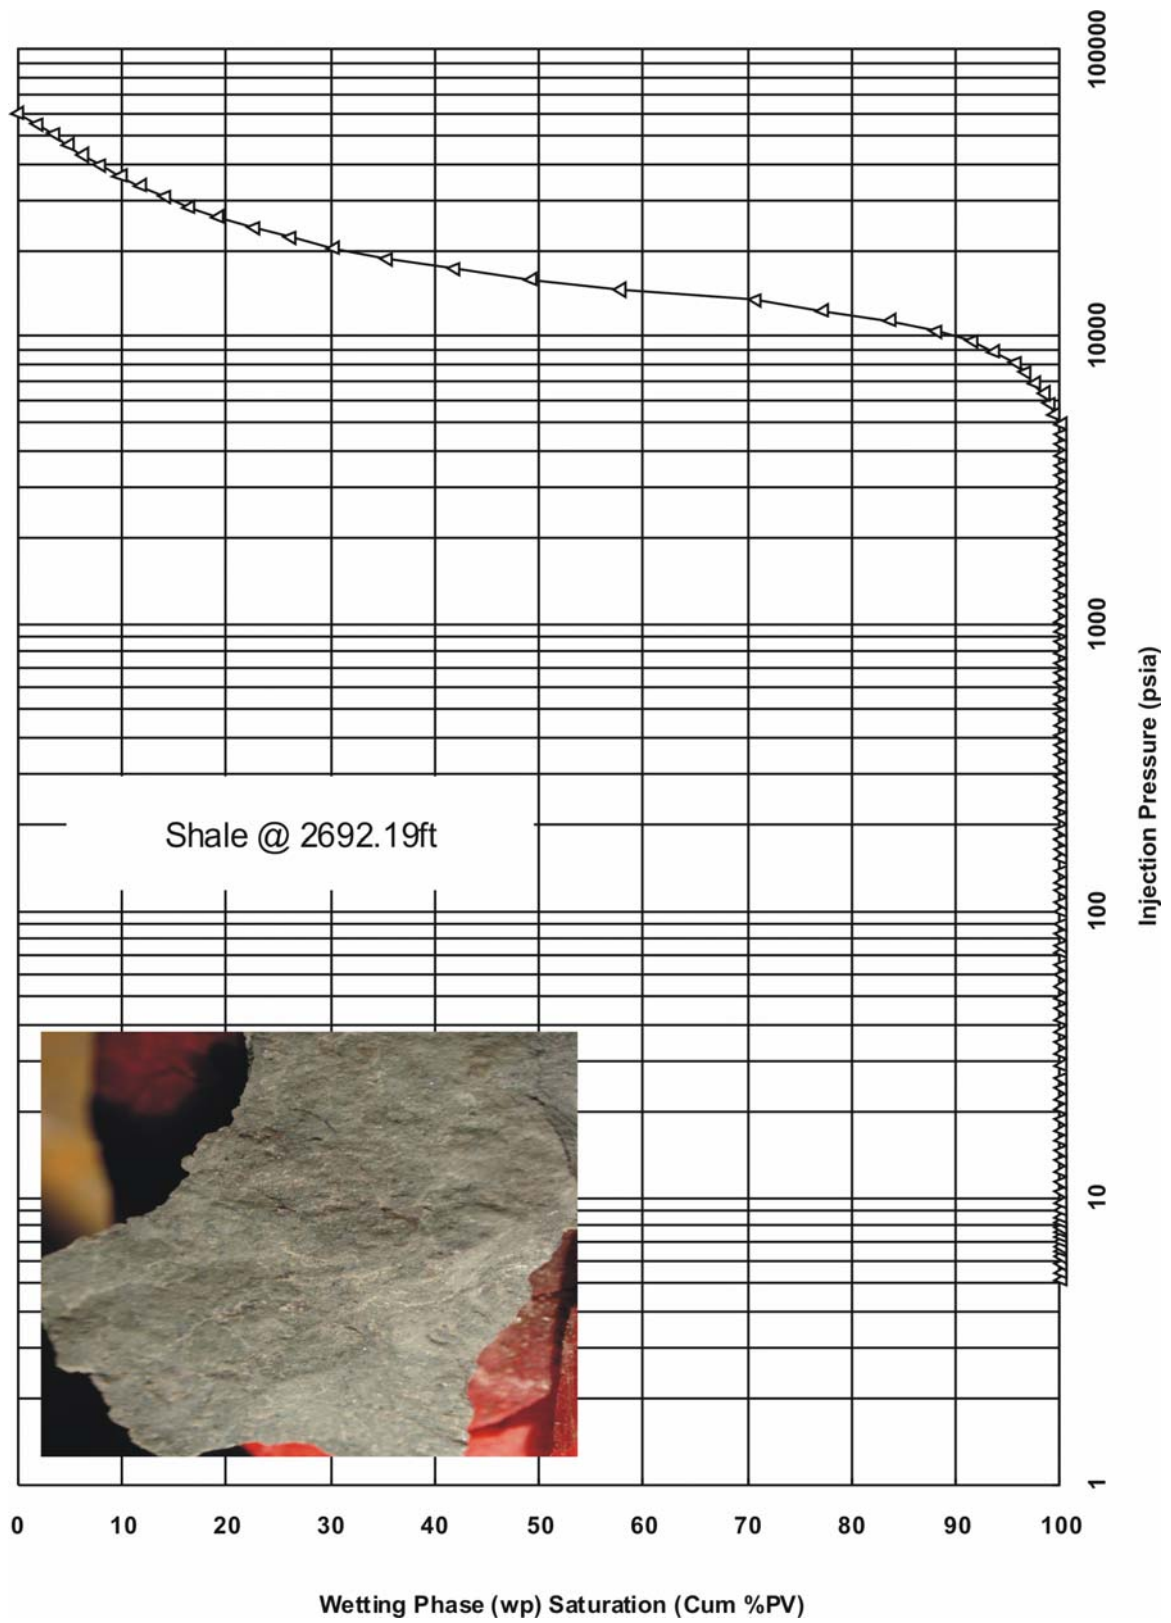 100000
10000
1000
100
10
1
Injection Pressure (psia)
Shale @ 2692.19ft
0 10 20 30 40 50 60 70 80 90 100
Wetting Phase (wp) Saturation (Cum %PV)